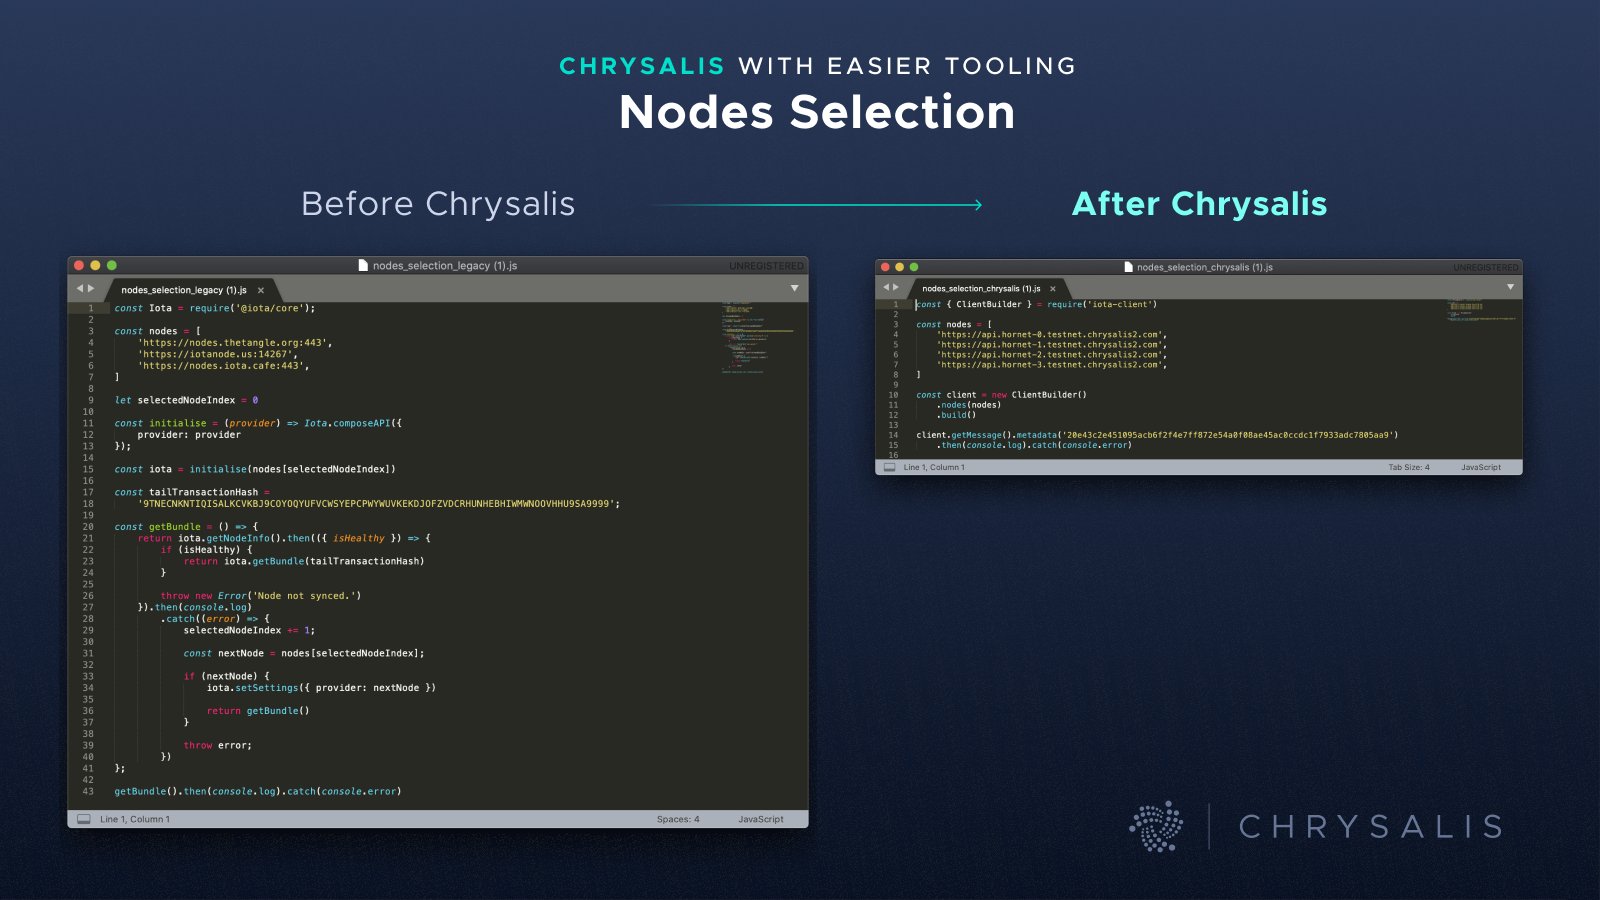 CHRYSALIS WITH EASIER TOOLING
Nodes Selection
Before Chrysalis
After Chrysalis
nodes_selection_legacy (1).js
UNREGISTERED
nodes_selection_legacy (1).js ×
1 const Iota = require('@iota/core');
2
3 const nodes = [
4 'https://nodes.thetangle.org:443',
5 'https://iotanode.us:14267',
6 'https://nodes.iota.cafe:443',
7 ]
8
9 let selectedNodeIndex = 0
10
11 const initialise = (provider) => Iota.composeAPI({
12 provider: provider
13 });
14
15 const iota = initialise(nodes[selectedNodeIndex])
16
17 const tailTransactionHash =
18 '9TNECNKNTIQISALKCVKBJ9COYOQYUFVCWSYEPCPWYWUVKEKDJOFZVDCRHUNHEBHIWMWNOOVHHU9SA9999';
19
20 const getBundle = () => {
21 return iota.getNodeInfo().then(({ isHealthy }) => {
22 if (isHealthy) {
23 return iota.getBundle(tailTransactionHash)
24 }
25
26 throw new Error('Node not synced.')
27 }).then(console.log)
28 .catch((error) => {
29 selectedNodeIndex += 1;
30
31 const nextNode = nodes[selectedNodeIndex];
32
33 if (nextNode) {
34 iota.setSettings({ provider: nextNode })
35
36 return getBundle()
37 }
38
39 throw error;
40 })
41 };
42
43 getBundle().then(console.log).catch(console.error)
Line 1, Column 1
Spaces: 4
JavaScript
nodes_selection_chrysalis (1).js
UNREGISTERED
nodes_selection_chrysalis (1).js ×
1 const { ClientBuilder } = require('iota-client')
2
3 const nodes = [
4 'https://api.hornet-0.testnet.chrysalis2.com',
5 'https://api.hornet-1.testnet.chrysalis2.com',
6 'https://api.hornet-2.testnet.chrysalis2.com',
7 'https://api.hornet-3.testnet.chrysalis2.com',
8 ]
9
10 const client = new ClientBuilder()
11 .nodes(nodes)
12 .build()
13
14 client.getMessage().metadata('20e43c2e451095acb6f2f4e7ff872e54a0f08ae45ac0ccdc1f7933adc7805aa9')
15 .then(console.log).catch(console.error)
16
Line 1, Column 1
Tab Size: 4
JavaScript
CHRYSALIS